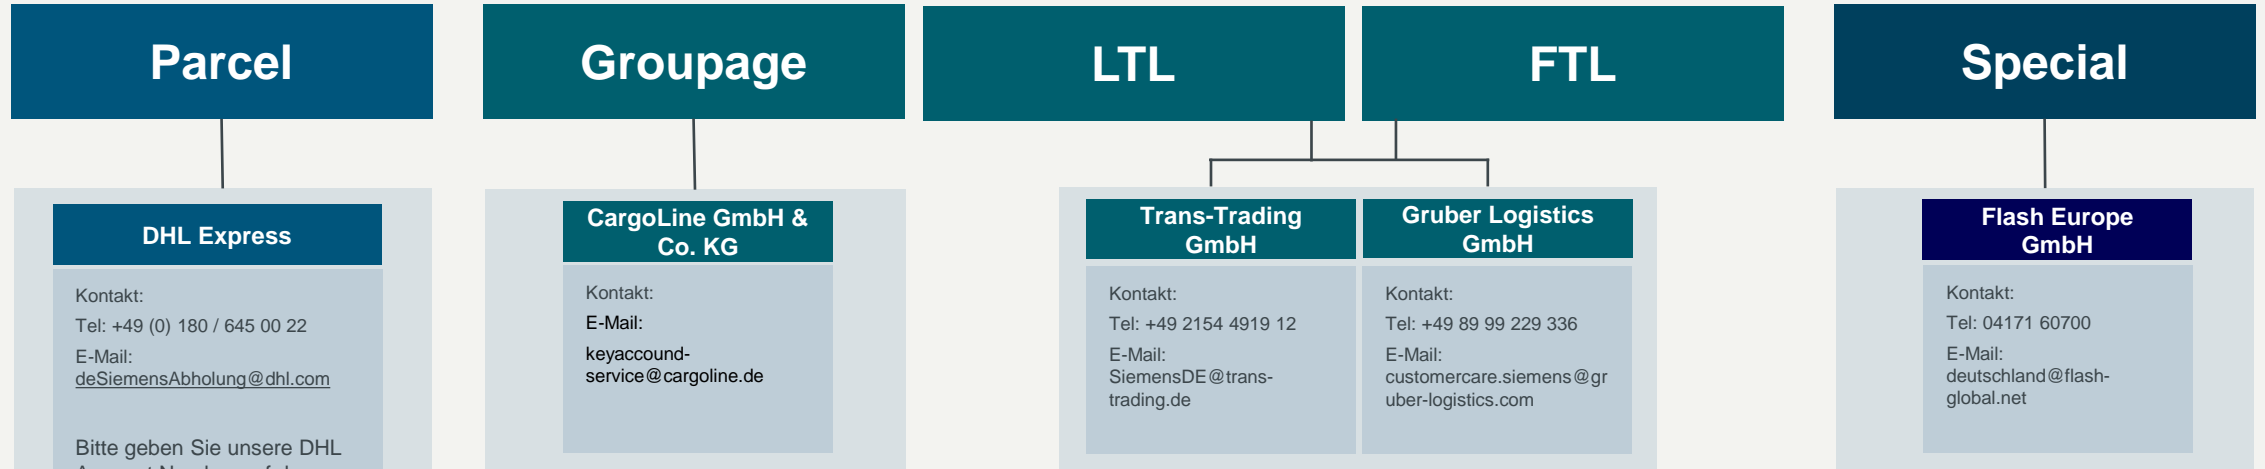 Parcel
Groupage
LTL
FTL
Special
DHL Express
Kontakt:
Tel: +49 (0) 180 / 645 00 22
E-Mail:
deSiemensAbholung@dhl.com
Bitte geben Sie unsere DHL
CargoLine GmbH &
Co. KG
Kontakt:
E-Mail:
keyaccound-
service@cargoline.de
Trans-Trading
GmbH
Kontakt:
Tel: +49 2154 4919 12
E-Mail:
SiemensDE@trans-
trading.de
Gruber Logistics
GmbH
Kontakt:
Tel: +49 89 99 229 336
E-Mail:
customercare.siemens@gr
uber-logistics.com
Flash Europe
GmbH
Kontakt:
Tel: 04171 60700
E-Mail:
deutschland@flash-
global.net